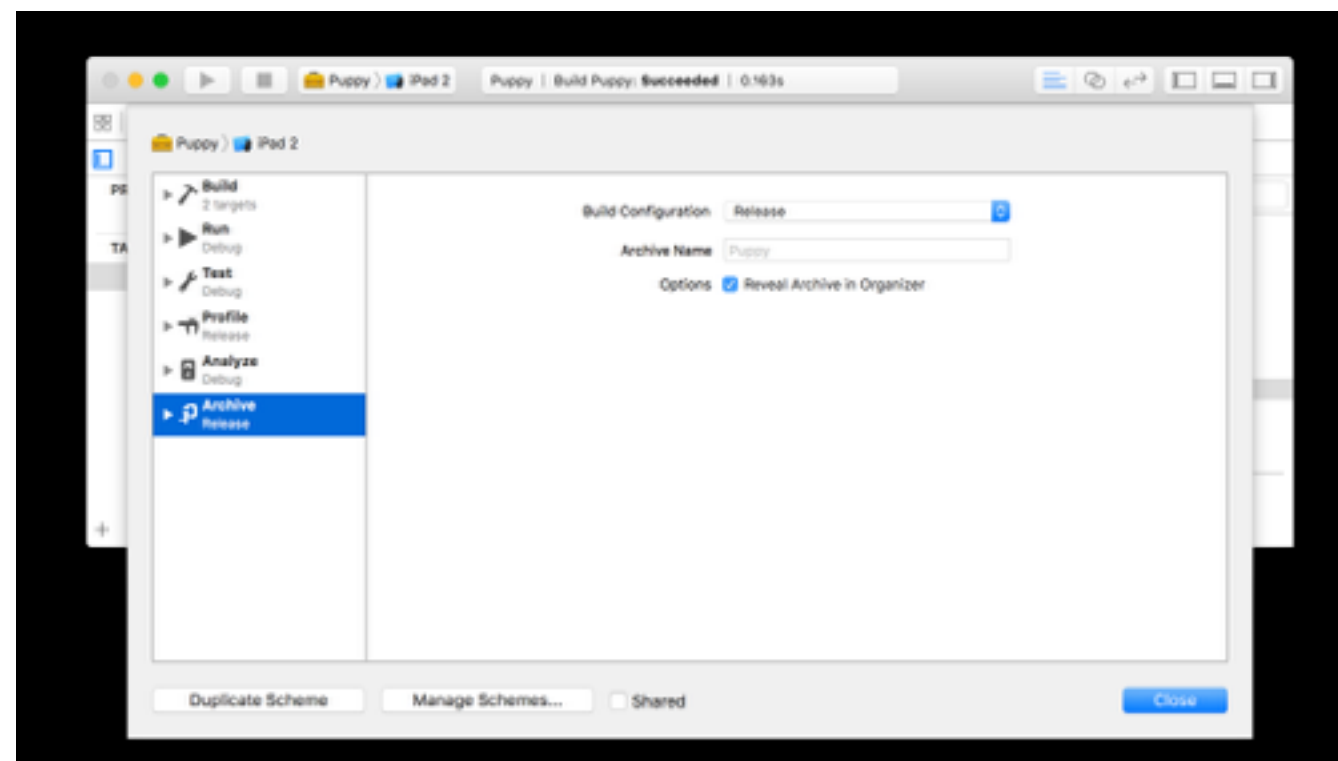 Puppy iPad 2
Puppy | Build Puppy: Succeeded | 0.163s
Puppy iPad 2
PR
TA
Build
2 targets
Run
Debug
Test
Debug
Profile
Release
Analyze
Debug
Archive
Release
Build Configuration Release
Archive Name Puppy
Options Reveal Archive in Organizer
Duplicate Scheme Manage Schemes... Shared Close